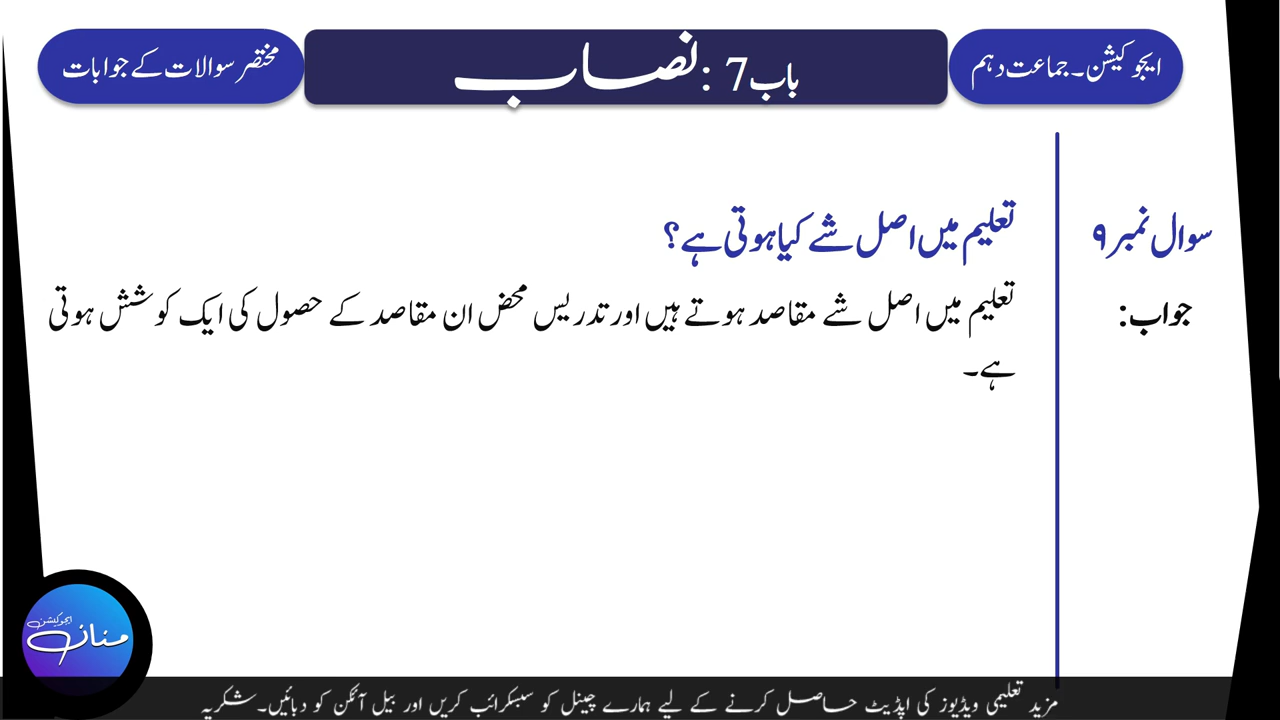 ایجوکیشن۔جماعت دہم
باب 7 : نصاب
مختصر سوالات کے جوابات
سوال نمبر ۹
تعلیم میں اصل شے کیا ہوتی ہے؟
جواب:
تعلیم میں اصل شے مقاصد ہوتے ہیں اور تدریس محض ان مقاصد کے حصول کی ایک کوشش ہوتی
ہے۔
ایجوکیشن
منان
مزید تعلیمی ویڈیوز کی اپڈیٹ حاصل کرنے کے لیے ہمارے چینل کو سبسکرائب کریں اور بیل آئکن کو دبائیں۔شکریہ